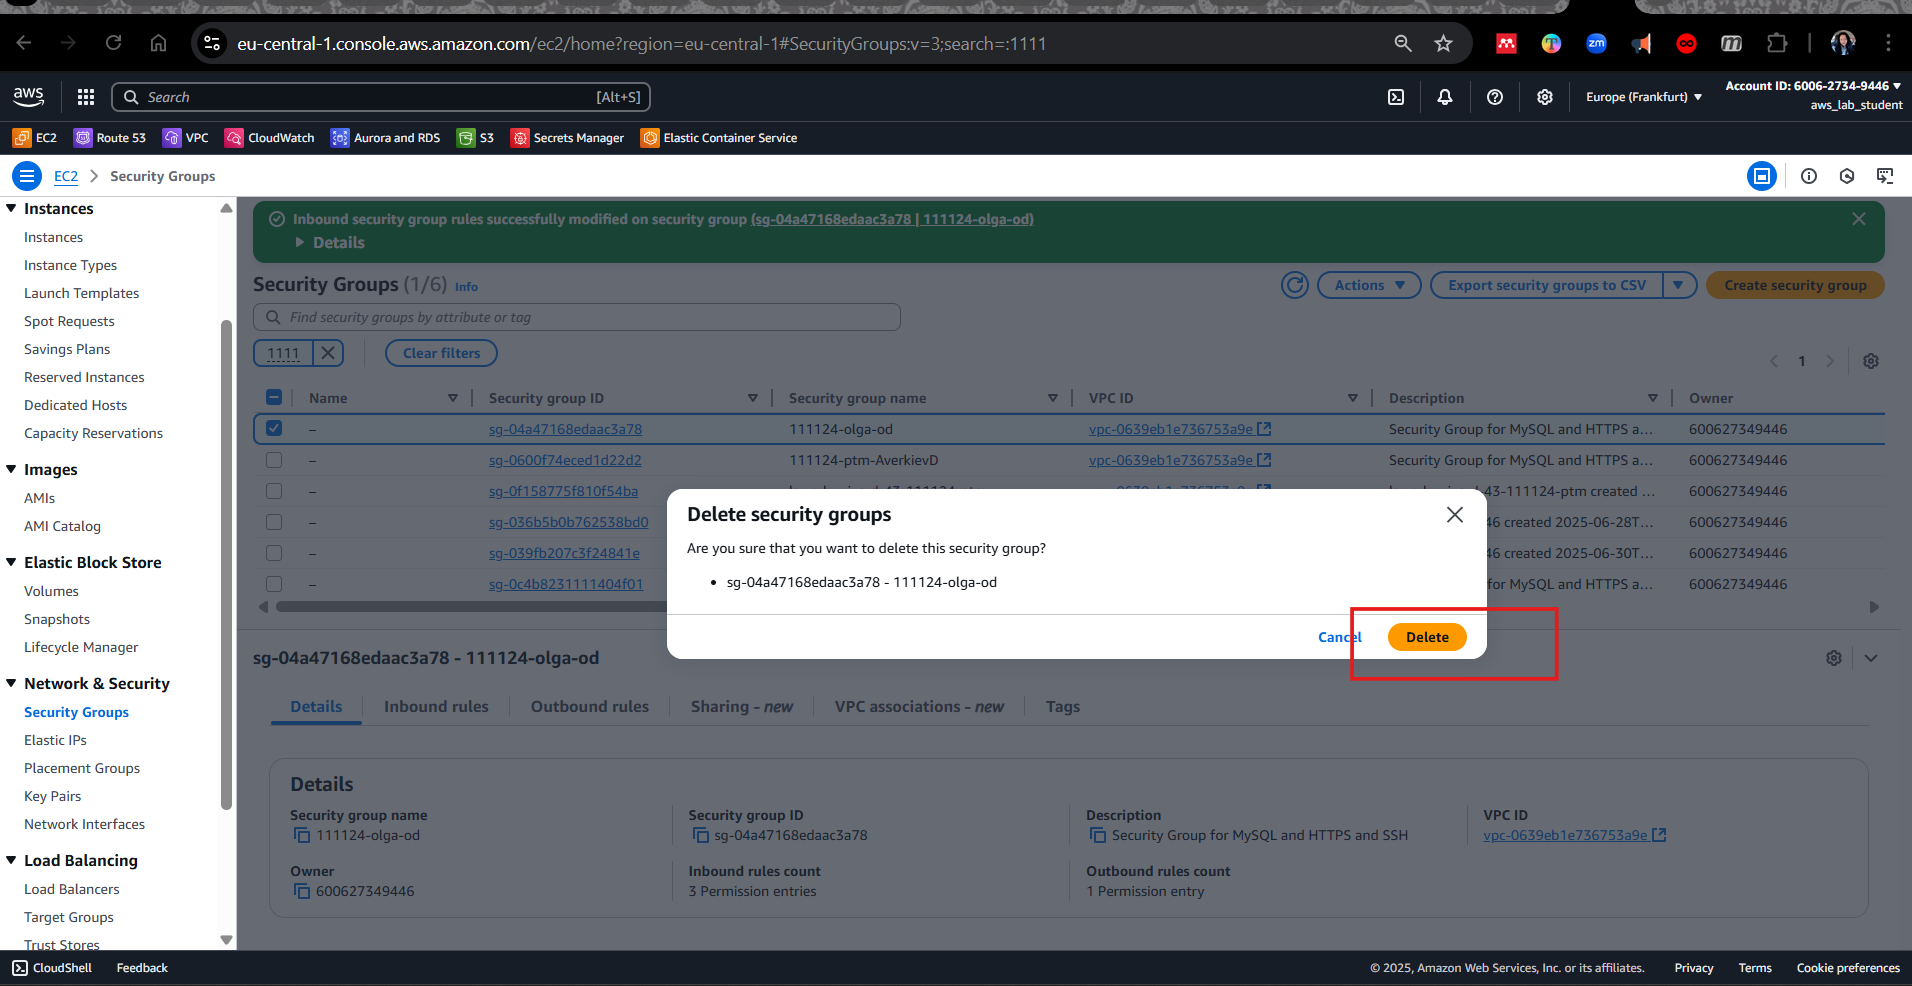 eu-central-1.console.aws.amazon.com/ec2/home?region=eu-central-1#SecurityGroups:v=3;search=:1111
aws
Search
[Alt+S]
Europe (Frankfurt)
Account ID: 6006-2734-9446
aws_lab_student
EC2
Route 53
VPC
CloudWatch
Aurora and RDS
S3
Secrets Manager
Elastic Container Service
EC2
Security Groups
Instances
Instances
Instance Types
Launch Templates
Spot Requests
Savings Plans
Reserved Instances
Dedicated Hosts
Capacity Reservations
Images
AMIs
AMI Catalog
Elastic Block Store
Volumes
Snapshots
Lifecycle Manager
Network & Security
Security Groups
Elastic IPs
Placement Groups
Key Pairs
Network Interfaces
Load Balancing
Load Balancers
Target Groups
Trust Stores
Inbound security group rules successfully modified on security group (sg-04a47168edaac3a78 | 111124-olga-od)
Details
Security Groups (1/6) Info
Actions
Export security groups to CSV
Create security group
Find security groups by attribute or tag
1111
Clear filters
1
Name Security group ID Security group name VPC ID Description Owner
– sg-04a47168edaac3a78 111124-olga-od vpc-0639eb1e736753a9e Security Group for MySQL and HTTPS a... 600627349446
– sg-0600f74eced1d22d2 111124-ptm-AverkievD vpc-0639eb1e736753a9e Security Group for MySQL and HTTPS a... 600627349446
– sg-0f158775f810f54ba 43-111124-ptm created ... 600627349446
– sg-036b5b0b762538bd0 46 created 2025-06-28T... 600627349446
– sg-039fb207c3f24841e 46 created 2025-06-30T... 600627349446
– sg-0c4b8231111404f01 for MySQL and HTTPS a... 600627349446
Delete security groups
Are you sure that you want to delete this security group?
• sg-04a47168edaac3a78 - 111124-olga-od
Cancel
Delete
sg-04a47168edaac3a78 - 111124-olga-od
Details
Inbound rules
Outbound rules
Sharing - new
VPC associations - new
Tags
Details
Security group name
111124-olga-od
Security group ID
sg-04a47168edaac3a78
Description
Security Group for MySQL and HTTPS and SSH
VPC ID
vpc-0639eb1e736753a9e
Owner
600627349446
Inbound rules count
3 Permission entries
Outbound rules count
1 Permission entry
CloudShell
Feedback
© 2025, Amazon Web Services, Inc. or its affiliates.
Privacy
Terms
Cookie preferences